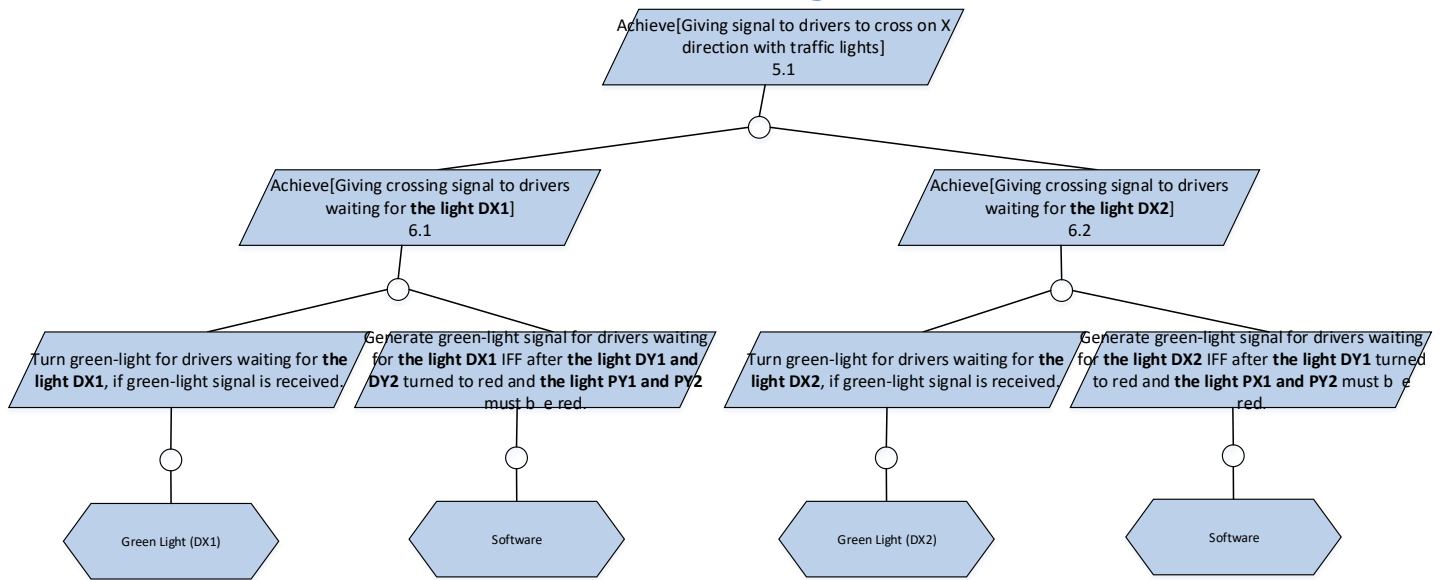 Achieve[Giving signal to drivers to cross on X
direction with traffic lights]
5.1
Achieve[Giving crossing signal to drivers
waiting for the light DX1]
6.1
Achieve[Giving crossing signal to drivers
waiting for the light DX2]
6.2
Turn green-light for drivers waiting for the
light DX1, if green-light signal is received.
Generate green-light signal for drivers waiting
for the light DX1 IFF after the light DY1 and
DY2 turned to red and the light PY1 and PY2
must b e red.
Turn green-light for drivers waiting for the
light DX2, if green-light signal is received.
Generate green-light signal for drivers waiting
for the light DX2 IFF after the light DY1 turned
to red and the light PX1 and PY2 must b e
red.
Green Light (DX1)
Software
Green Light (DX2)
Software